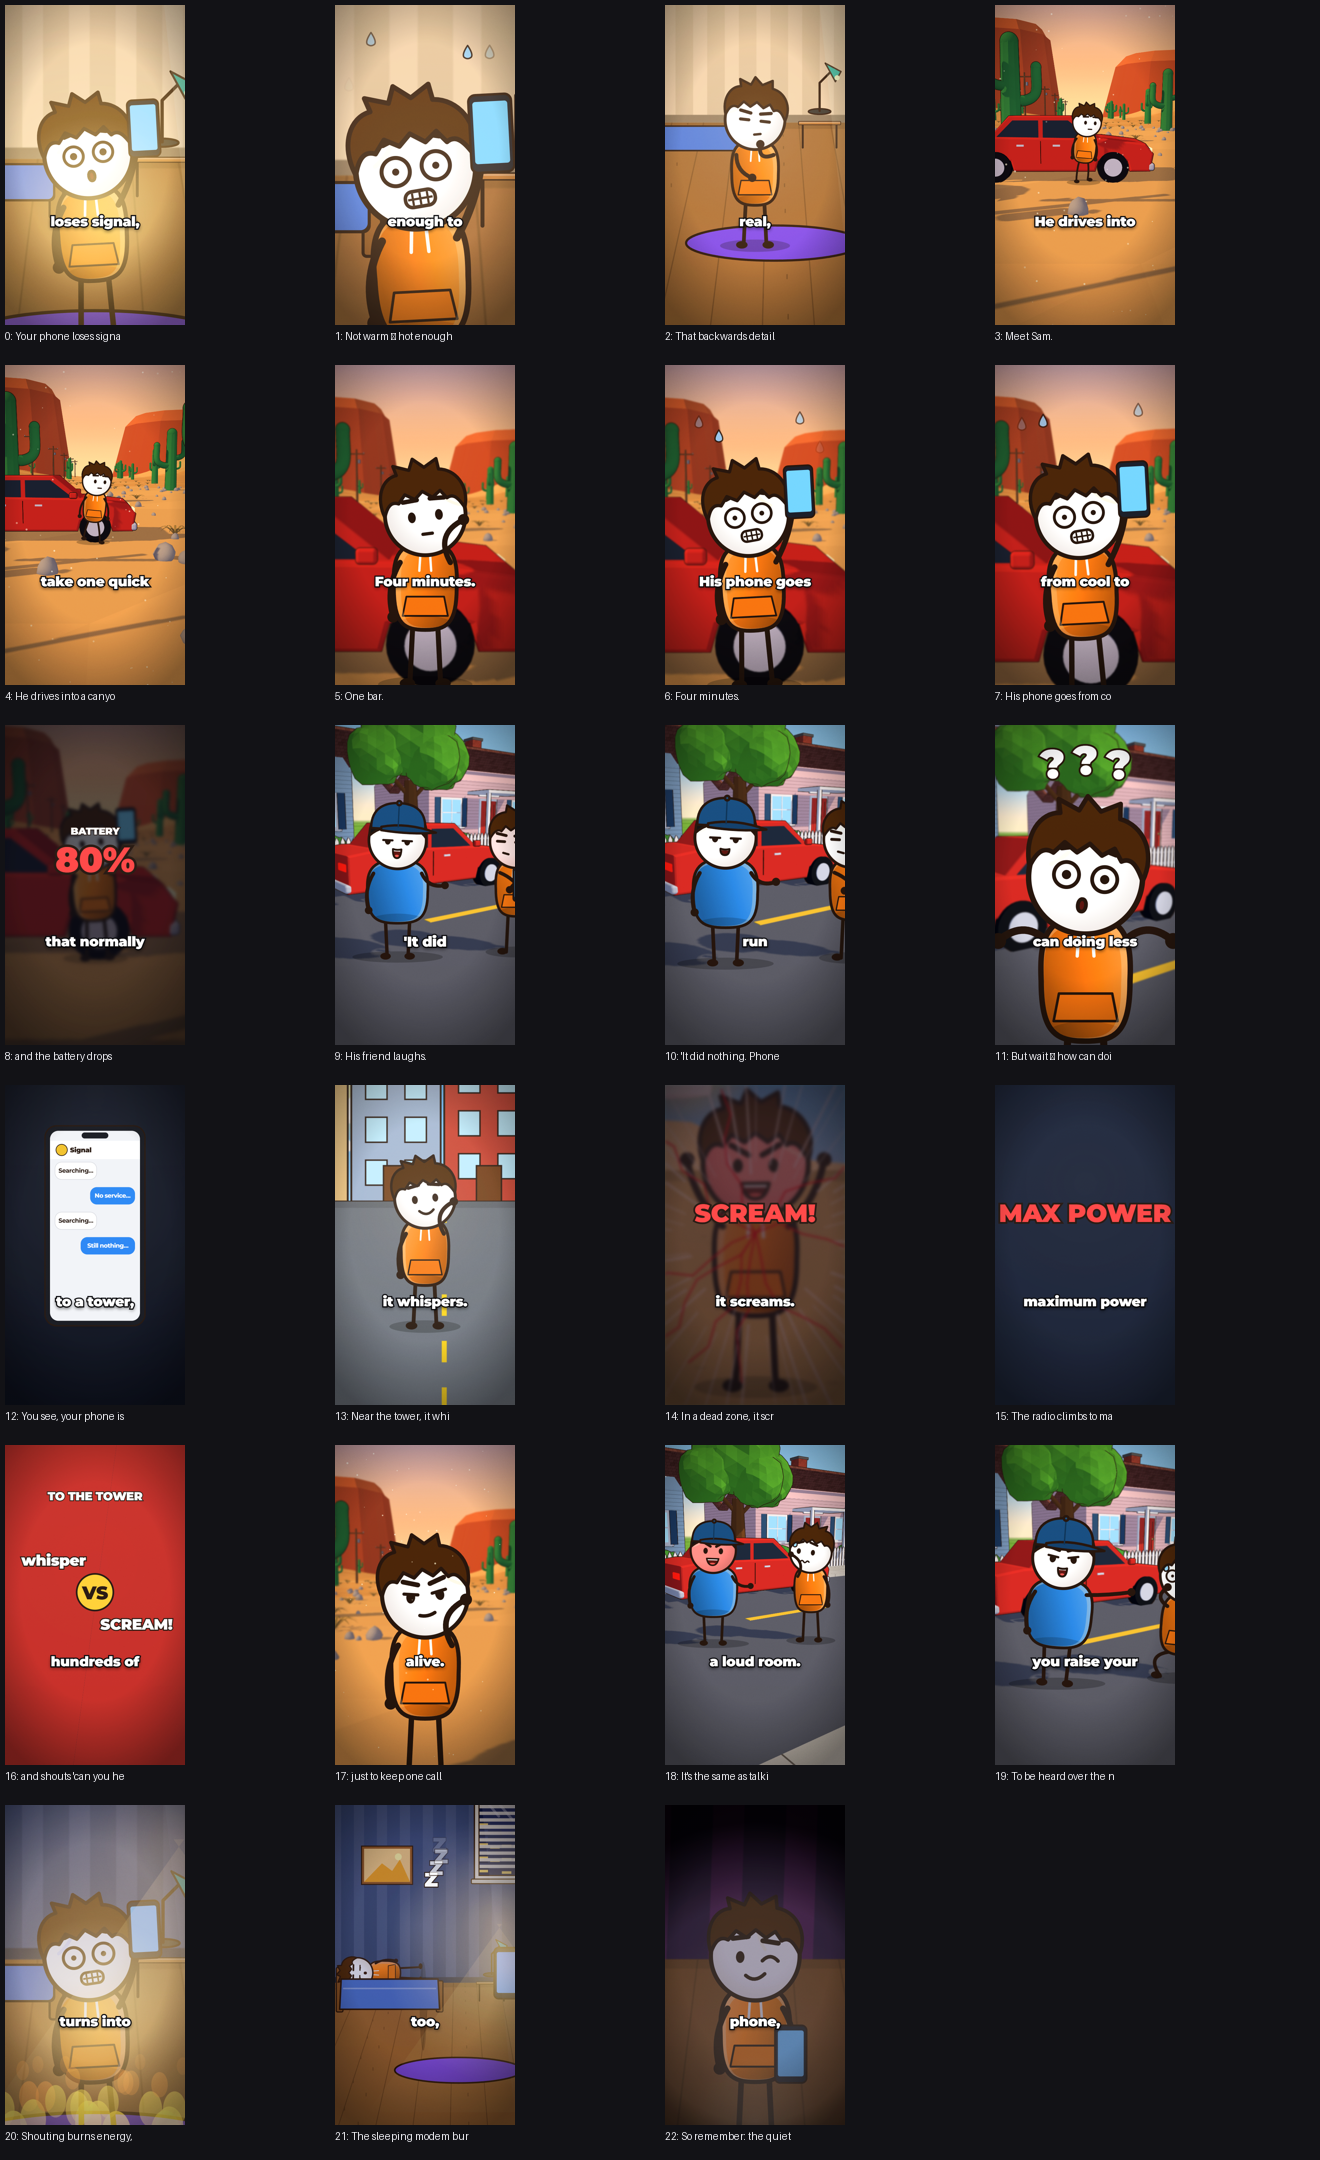 loses signal,
enough to
real,
He drives into
0: Your phone loses signa
1: Not warm hot enough
2: That backwards detail
3: Meet Sam.
take one quick
Four minutes.
His phone goes
from cool to
4: He drives into a canyo
5: One bar.
6: Four minutes.
7: His phone goes from co
BATTERY
80%
that normally
'It did
run
? ? ?
can doing less
8: and the battery drops
9: His friend laughs.
10: 'It did nothing. Phone
11: But wait how can doi
Signal
Searching...
No service...
Searching...
Still nothing...
to a tower,
it whispers.
SCREAM!
it screams.
MAX POWER
maximum power
12: You see, your phone is
13: Near the tower, it whi
14: In a dead zone, it scr
15: The radio climbs to ma
TO THE TOWER
whisper
VS
SCREAM!
hundreds of
alive.
a loud room.
you raise your
16: and shouts 'can you he
17: just to keep one call
18: It's the same as talki
19: To be heard over the n
turns into
Z
Z
Z
too,
phone,
20: Shouting burns energy,
21: The sleeping modem bur
22: So remember: the quiet